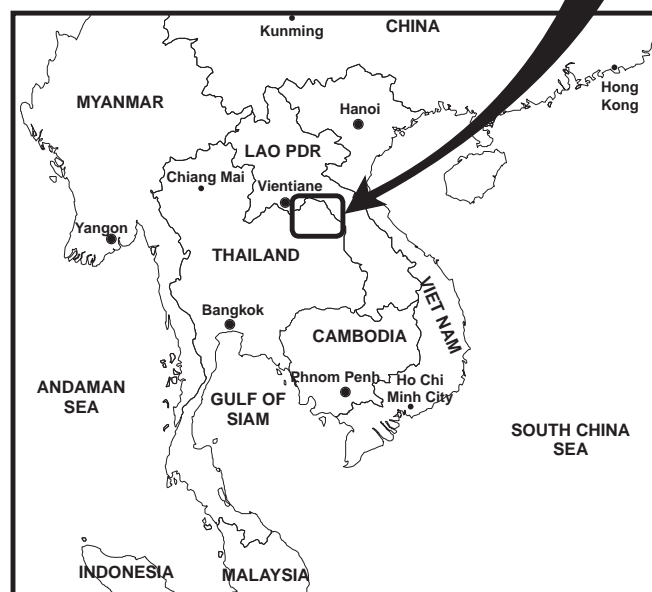 Kunming
CHINA
Hong
Kong
MYANMAR
Hanoi
LAO PDR
Chiang Mai
Vientiane
Yangon
THAILAND
VIET NAM
Bangkok
CAMBODIA
ANDAMAN
SEA
GULF OF
SIAM
Phnom Penh
Ho Chi
Minh City
SOUTH CHINA
SEA
INDONESIA
MALAYSIA